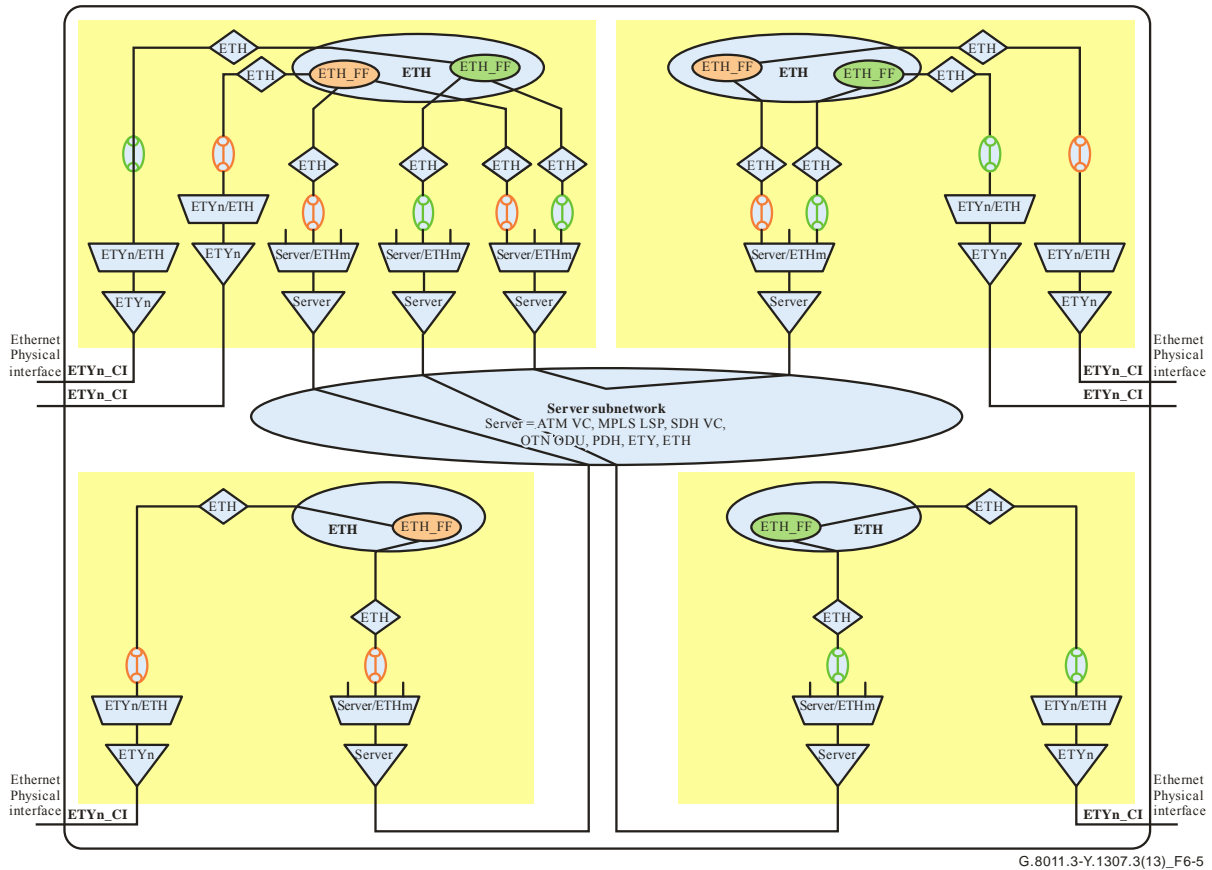 ETH
ETH
ETH_FF
ETH
ETH_FF
ETH
ETH
ETH
ETH
ETYn/ETH
ETYn/ETH
ETYn
ETYn
Server/ETHm
Server/ETHm
Server/ETHm
Server
Server
Server
ETH_FF
ETH
ETH_FF
ETH
ETH
ETH
ETH
Server/ETHm
Server
ETYn/ETH
ETYn
ETYn/ETH
ETYn
Ethernet
Physical
interface
ETYn_CI
ETYn_CI
Ethernet
Physical
interface
ETYn_CI
ETYn_CI
Server subnetwork
Server = ATM VC, MPLS LSP, SDH VC,
OTN ODU, PDH, ETY, ETH
ETH
ETH
ETH_FF
ETH
ETYn/ETH
ETYn
Server/ETHm
Server
ETH_FF
ETH
ETH
ETH
Server/ETHm
Server
ETYn/ETH
ETYn
Ethernet
Physical
interface
ETYn_CI
Ethernet
Physical
interface
ETYn_CI
G.8011.3-Y.1307.3(13)_F6-5